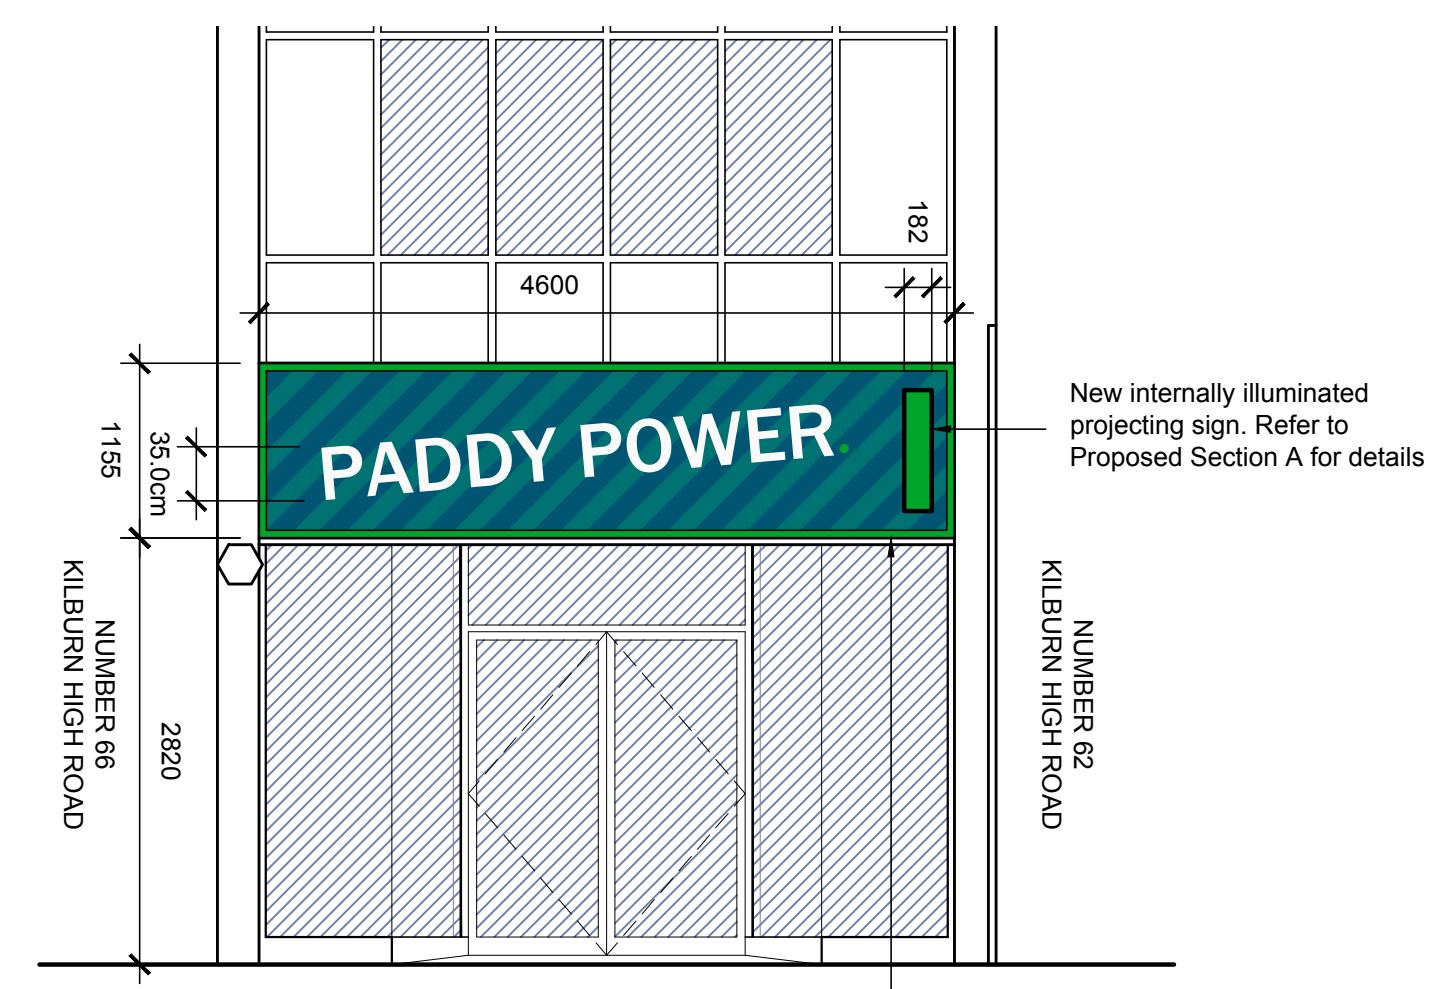 182
4600
New internally illuminated
projecting sign. Refer to
Proposed Section A for details
1155
35.0cm
PADDY POWER.
NUMBER 66
KILBURN HIGH ROAD
2820
NUMBER 62
KILBURN HIGH ROAD